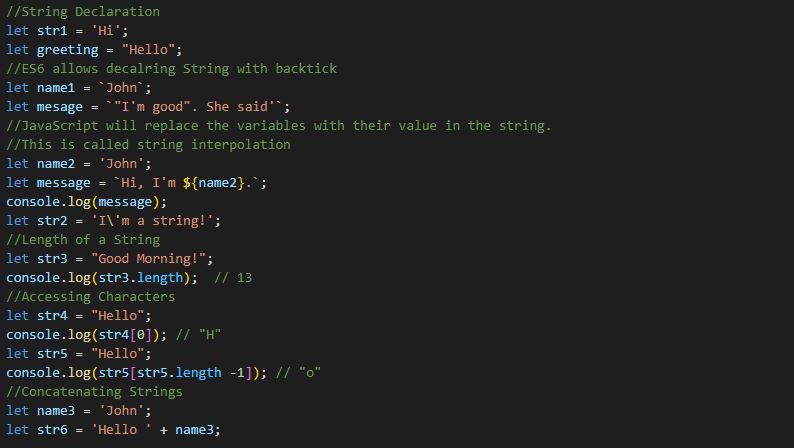 //String Declaration
let str1 = 'Hi';
let greeting = "Hello";
//ES6 allows decalring String with backtick
let name1 = `John`;
let mesage = `"I'm good". She said'`;
//JavaScript will replace the variables with their value in the string.
//This is called string interpolation
let name2 = 'John';
let message = `Hi, I'm ${name2}.`;
console.log(message);
let str2 = 'I\'m a string!';
//Length of a String
let str3 = "Good Morning!";
console.log(str3.length);  // 13
//Accessing Characters
let str4 = "Hello";
console.log(str4[0]); // "H"
let str5 = "Hello";
console.log(str5[str5.length -1]); // "o"
//Concatenating Strings
let name3 = 'John';
let str6 = 'Hello ' + name3;